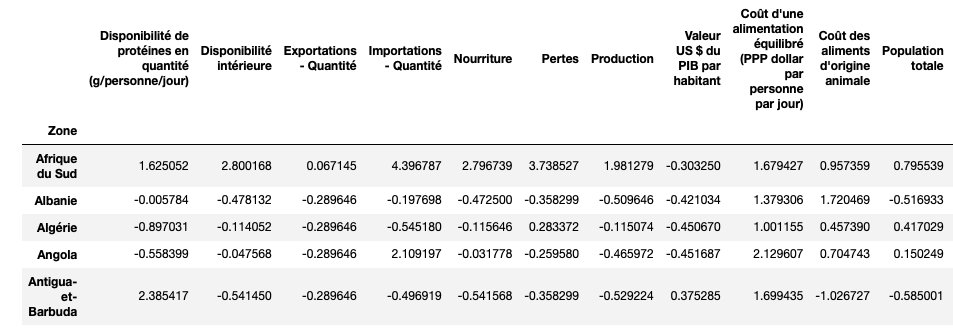 Disponibilité de protéines en quantité (g/personne/jour) Disponibilité intérieure Exportations - Quantité Importations - Quantité Nourriture Pertes Production Valeur US $ du PIB par habitant Coût d'une alimentation équilibré (PPP dollar par personne par jour) Coût des aliments d'origine animale Population totale
Zone
Afrique du Sud 1.625052 2.800168 0.067145 4.396787 2.796739 3.738527 1.981279 -0.303250 1.679427 0.957359 0.795539
Albanie -0.005784 -0.478132 -0.289646 -0.197698 -0.472500 -0.358299 -0.509646 -0.421034 1.379306 1.720469 -0.516933
Algérie -0.897031 -0.114052 -0.289646 -0.545180 -0.115646 0.283372 -0.115074 -0.450670 1.001155 0.457390 0.417029
Angola -0.558399 -0.047568 -0.289646 2.109197 -0.031778 -0.259580 -0.465972 -0.451687 2.129607 0.704743 0.150249
Antigua-et-Barbuda 2.385417 -0.541450 -0.289646 -0.496919 -0.541568 -0.358299 -0.529224 0.375285 1.699435 -1.026727 -0.585001